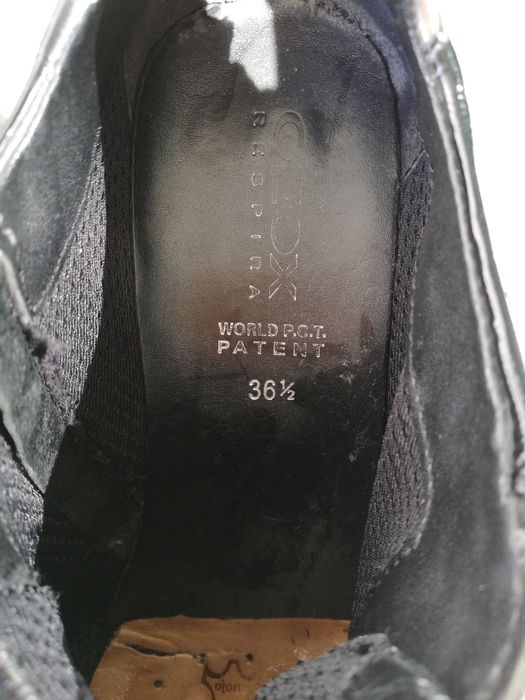 GEOX
RESPIRA
WORLD P.C.T.
PATENT
36½